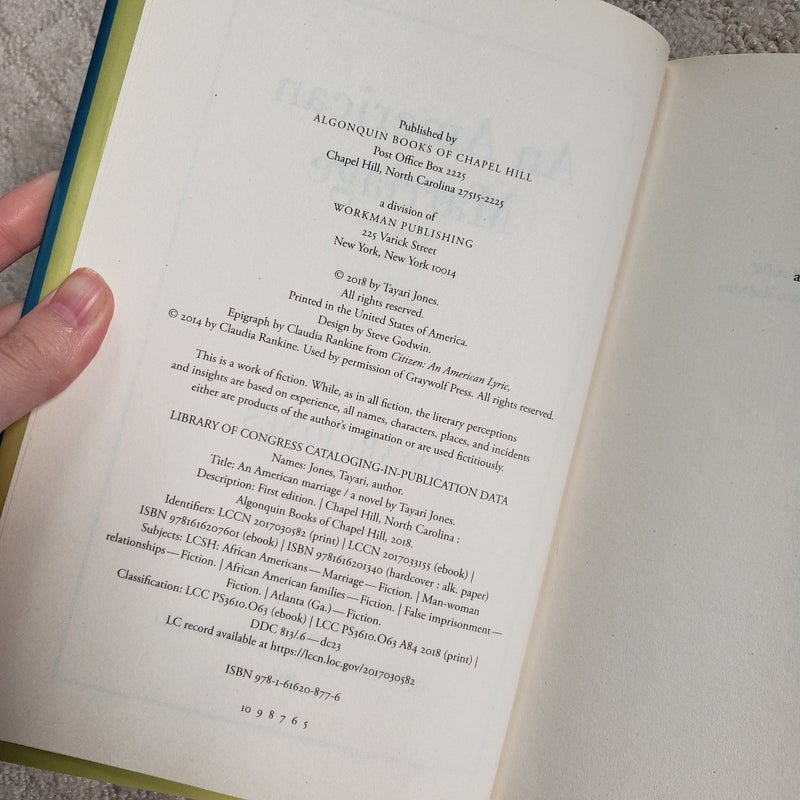 Published by
ALGONQUIN BOOKS OF CHAPEL HILL
Post Office Box 2225
Chapel Hill, North Carolina 27515-2225
a division of
WORKMAN PUBLISHING
225 Varick Street
New York, New York 10014
© 2018 by Tayari Jones.
All rights reserved.
Printed in the United States of America.
Design by Steve Godwin.
Epigraph by Claudia Rankine from Citizen: An American Lyric,
© 2014 by Claudia Rankine. Used by permission of Graywolf Press. All rights reserved.
This is a work of fiction. While, as in all fiction, the literary perceptions
and insights are based on experience, all names, characters, places, and incidents
either are products of the author's imagination or are used fictitiously.
LIBRARY OF CONGRESS CATALOGING-IN-PUBLICATION DATA
Names: Jones, Tayari, author.
Title: An American marriage / a novel by Tayari Jones.
Description: First edition. | Chapel Hill, North Carolina :
Algonquin Books of Chapel Hill, 2018.
Identifiers: LCCN 2017030582 (print) | LCCN 2017033155 (ebook) |
ISBN 9781616207601 (ebook) | ISBN 9781616201340 (hardcover : alk. paper)
Subjects: LCSH: African Americans—Marriage—Fiction. | Man-woman
relationships—Fiction. | African American families—Fiction. | False imprisonment—
Fiction. | Atlanta (Ga.)—Fiction.
Classification: LCC PS3610.O63 (ebook) | LCC PS3610.O63 A84 2018 (print) |
DDC 813/.6—dc23
LC record available at https://lccn.loc.gov/2017030582
ISBN 978-1-61620-877-6
10 9 8 7 6 5
a